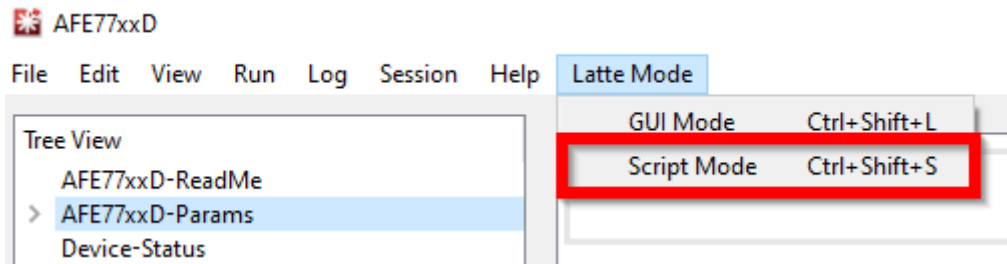 AFE77xxD
File Edit View Run Log Session Help Latte Mode
GUI Mode Ctrl+Shift+L
Script Mode Ctrl+Shift+S
Tree View
AFE77xxD-ReadMe
AFE77xxD-Params
Device-Status